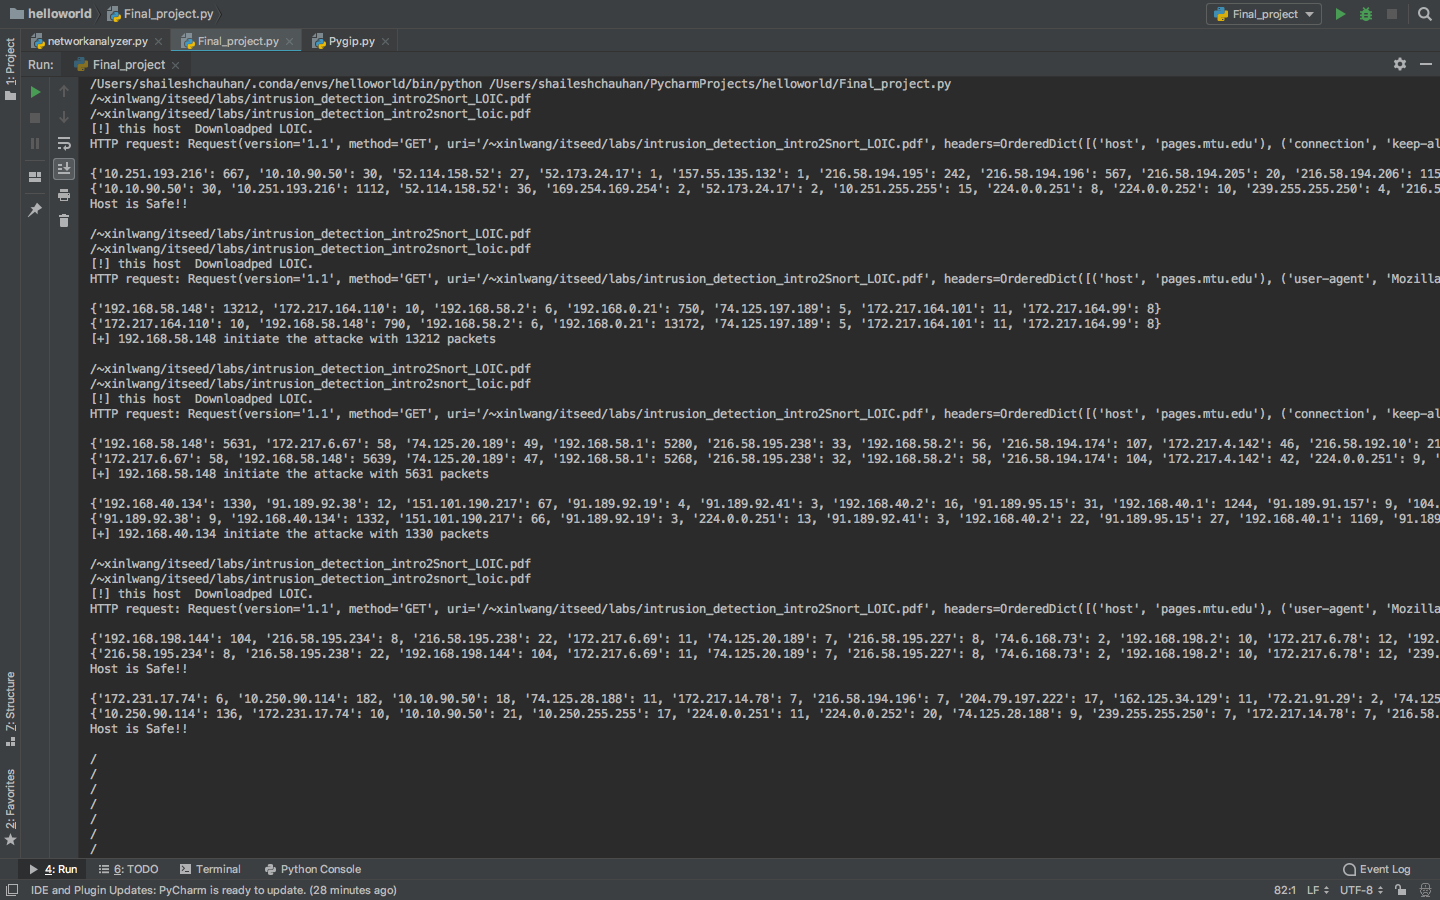 helloworld Final_project.py Final_project
networkanalyzer.py Final_project.py Pygip.py
Run: Final_project
1: Project
/Users/shaileshchauhan/.conda/envs/helloworld/bin/python /Users/shaileshchauhan/PycharmProjects/helloworld/Final_project.py
/~xinlwang/itseed/labs/intrusion_detection_intro2Snort_LOIC.pdf
/~xinlwang/itseed/labs/intrusion_detection_intro2snort_loic.pdf
[!] this host  Downloadped LOIC.
HTTP request: Request(version='1.1', method='GET', uri='/~xinlwang/itseed/labs/intrusion_detection_intro2Snort_LOIC.pdf', headers=OrderedDict([('host', 'pages.mtu.edu'), ('connection', 'keep-al
{'10.251.193.216': 667, '10.10.90.50': 30, '52.114.158.52': 27, '52.173.24.17': 1, '157.55.135.132': 1, '216.58.194.195': 242, '216.58.194.196': 567, '216.58.194.205': 20, '216.58.194.206': 115
{'10.10.90.50': 30, '10.251.193.216': 1112, '52.114.158.52': 36, '169.254.169.254': 2, '52.173.24.17': 2, '10.251.255.255': 15, '224.0.0.251': 8, '224.0.0.252': 10, '239.255.255.250': 4, '216.5
Host is Safe!!
/~xinlwang/itseed/labs/intrusion_detection_intro2Snort_LOIC.pdf
/~xinlwang/itseed/labs/intrusion_detection_intro2snort_loic.pdf
[!] this host  Downloadped LOIC.
HTTP request: Request(version='1.1', method='GET', uri='/~xinlwang/itseed/labs/intrusion_detection_intro2Snort_LOIC.pdf', headers=OrderedDict([('host', 'pages.mtu.edu'), ('user-agent', 'Mozilla
{'192.168.58.148': 13212, '172.217.164.110': 10, '192.168.58.2': 6, '192.168.0.21': 750, '74.125.197.189': 5, '172.217.164.101': 11, '172.217.164.99': 8}
{'172.217.164.110': 10, '192.168.58.148': 790, '192.168.58.2': 6, '192.168.0.21': 13172, '74.125.197.189': 5, '172.217.164.101': 11, '172.217.164.99': 8}
[+] 192.168.58.148 initiate the attacke with 13212 packets
/~xinlwang/itseed/labs/intrusion_detection_intro2Snort_LOIC.pdf
/~xinlwang/itseed/labs/intrusion_detection_intro2snort_loic.pdf
[!] this host  Downloadped LOIC.
HTTP request: Request(version='1.1', method='GET', uri='/~xinlwang/itseed/labs/intrusion_detection_intro2Snort_LOIC.pdf', headers=OrderedDict([('host', 'pages.mtu.edu'), ('connection', 'keep-al
{'192.168.58.148': 5631, '172.217.6.67': 58, '74.125.20.189': 49, '192.168.58.1': 5280, '216.58.195.238': 33, '192.168.58.2': 56, '216.58.194.174': 107, '172.217.4.142': 46, '216.58.192.10': 21
{'172.217.6.67': 58, '192.168.58.148': 5639, '74.125.20.189': 47, '192.168.58.1': 5268, '216.58.195.238': 32, '192.168.58.2': 58, '216.58.194.174': 104, '172.217.4.142': 42, '224.0.0.251': 9, '
[+] 192.168.58.148 initiate the attacke with 5631 packets
{'192.168.40.134': 1330, '91.189.92.38': 12, '151.101.190.217': 67, '91.189.92.19': 4, '91.189.92.41': 3, '192.168.40.2': 16, '91.189.95.15': 31, '192.168.40.1': 1244, '91.189.91.157': 9, '104.
{'91.189.92.38': 9, '192.168.40.134': 1332, '151.101.190.217': 66, '91.189.92.19': 3, '224.0.0.251': 13, '91.189.92.41': 3, '192.168.40.2': 22, '91.189.95.15': 27, '192.168.40.1': 1169, '91.189
[+] 192.168.40.134 initiate the attacke with 1330 packets
/~xinlwang/itseed/labs/intrusion_detection_intro2Snort_LOIC.pdf
/~xinlwang/itseed/labs/intrusion_detection_intro2snort_loic.pdf
[!] this host  Downloadped LOIC.
HTTP request: Request(version='1.1', method='GET', uri='/~xinlwang/itseed/labs/intrusion_detection_intro2Snort_LOIC.pdf', headers=OrderedDict([('host', 'pages.mtu.edu'), ('user-agent', 'Mozilla
{'192.168.198.144': 104, '216.58.195.234': 8, '216.58.195.238': 22, '172.217.6.69': 11, '74.125.20.189': 7, '216.58.195.227': 8, '74.6.168.73': 2, '192.168.198.2': 10, '172.217.6.78': 12, '192.
{'216.58.195.234': 8, '216.58.195.238': 22, '192.168.198.144': 104, '172.217.6.69': 11, '74.125.20.189': 7, '216.58.195.227': 8, '74.6.168.73': 2, '192.168.198.2': 10, '172.217.6.78': 12, '239.
Host is Safe!!
{'172.231.17.74': 6, '10.250.90.114': 182, '10.10.90.50': 18, '74.125.28.188': 11, '172.217.14.78': 7, '216.58.194.196': 7, '204.79.197.222': 17, '162.125.34.129': 11, '72.21.91.29': 2, '74.125
{'10.250.90.114': 136, '172.231.17.74': 10, '10.10.90.50': 21, '10.250.255.255': 17, '224.0.0.251': 11, '224.0.0.252': 20, '74.125.28.188': 9, '239.255.255.250': 7, '172.217.14.78': 7, '216.58.
Host is Safe!!
/
/
/
/
/
/
/
7: Structure
2: Favorites
4: Run 6: TODO Terminal Python Console Event Log
IDE and Plugin Updates: PyCharm is ready to update. (28 minutes ago) 82:1 LF UTF-8